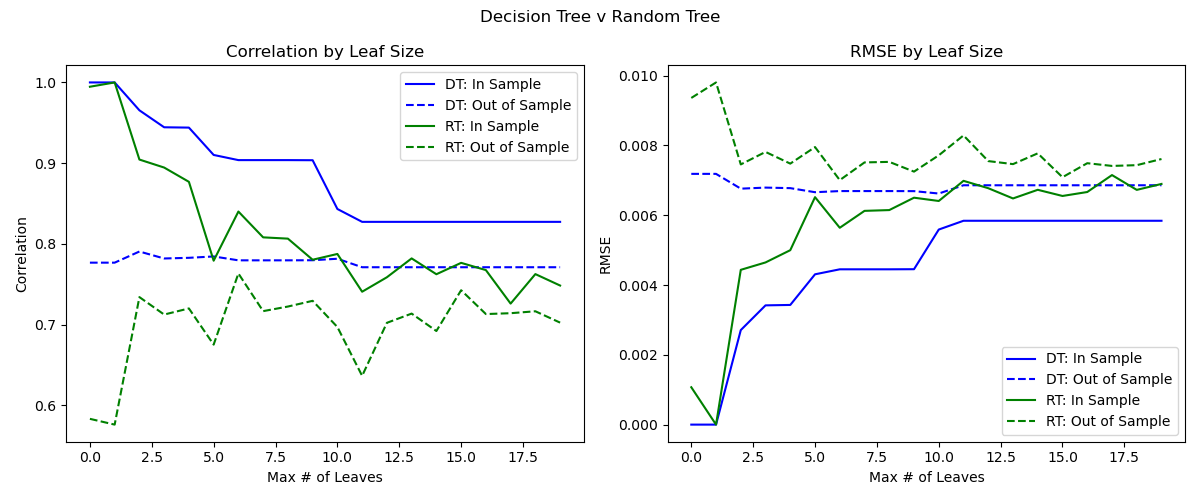 Decision Tree v Random Tree
Correlation by Leaf Size
Correlation
1.0
0.9
0.8
0.7
0.6
DT: In Sample
DT: Out of Sample
RT: In Sample
RT: Out of Sample
0.0 2.5 5.0 7.5 10.0 12.5 15.0 17.5
Max # of Leaves
RMSE by Leaf Size
RMSE
0.010
0.008
0.006
0.004
0.002
0.000
DT: In Sample
DT: Out of Sample
RT: In Sample
RT: Out of Sample
0.0 2.5 5.0 7.5 10.0 12.5 15.0 17.5
Max # of Leaves